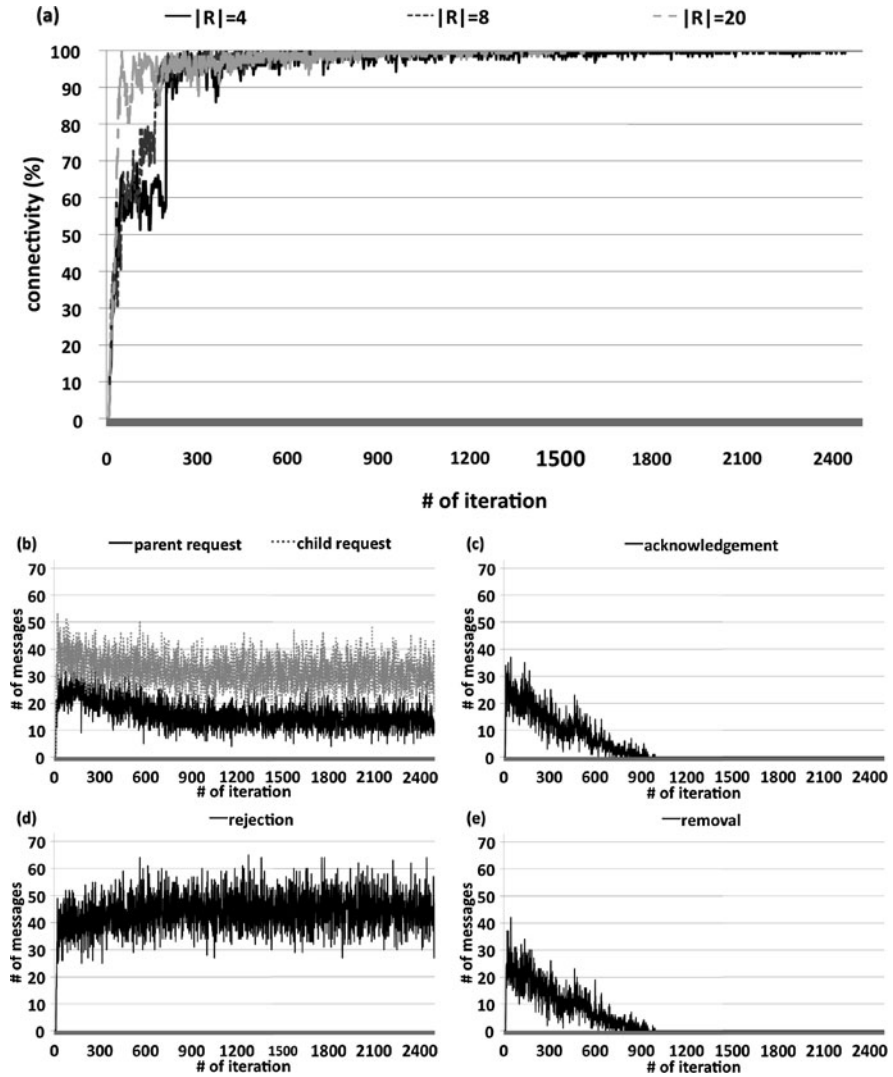 (a) |R|=4 |R|=8 |R|=20
100
90
80
70
60
50
40
30
20
10
0
connectivity (%)
0 300 600 900 1200 1500 1800 2100 2400
# of iteration
(b) parent request child request
70
60
50
40
30
20
10
0
# of messages
0 300 600 900 1200 1500 1800 2100 2400
# of iteration
(c) acknowledgement
70
60
50
40
30
20
10
0
# of messages
0 300 600 900 1200 1500 1800 2100 2400
# of iteration
(d) rejection
70
60
50
40
30
20
10
0
# of messages
0 300 600 900 1200 1500 1800 2100 2400
# of iteration
(e) removal
70
60
50
40
30
20
10
0
# of messages
0 300 600 900 1200 1500 1800 2100 2400
# of iteration